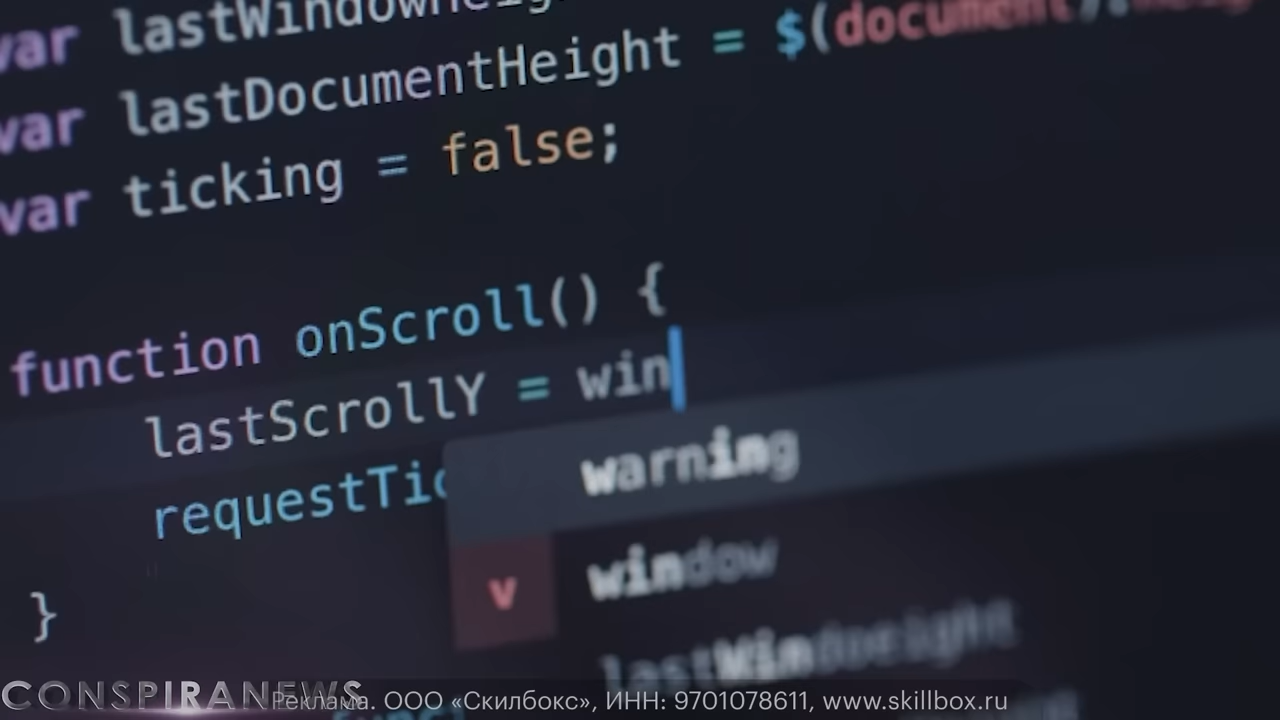 var
var lastDocumentHeight = $(document)
var ticking = false;
function onScroll() {
lastScrollY = win
warning
requestTic
window
v
}
CONSPIRANEWS
Реклама. ООО «Скилбокс», ИНН: 9701078611, www.skillbox.ru